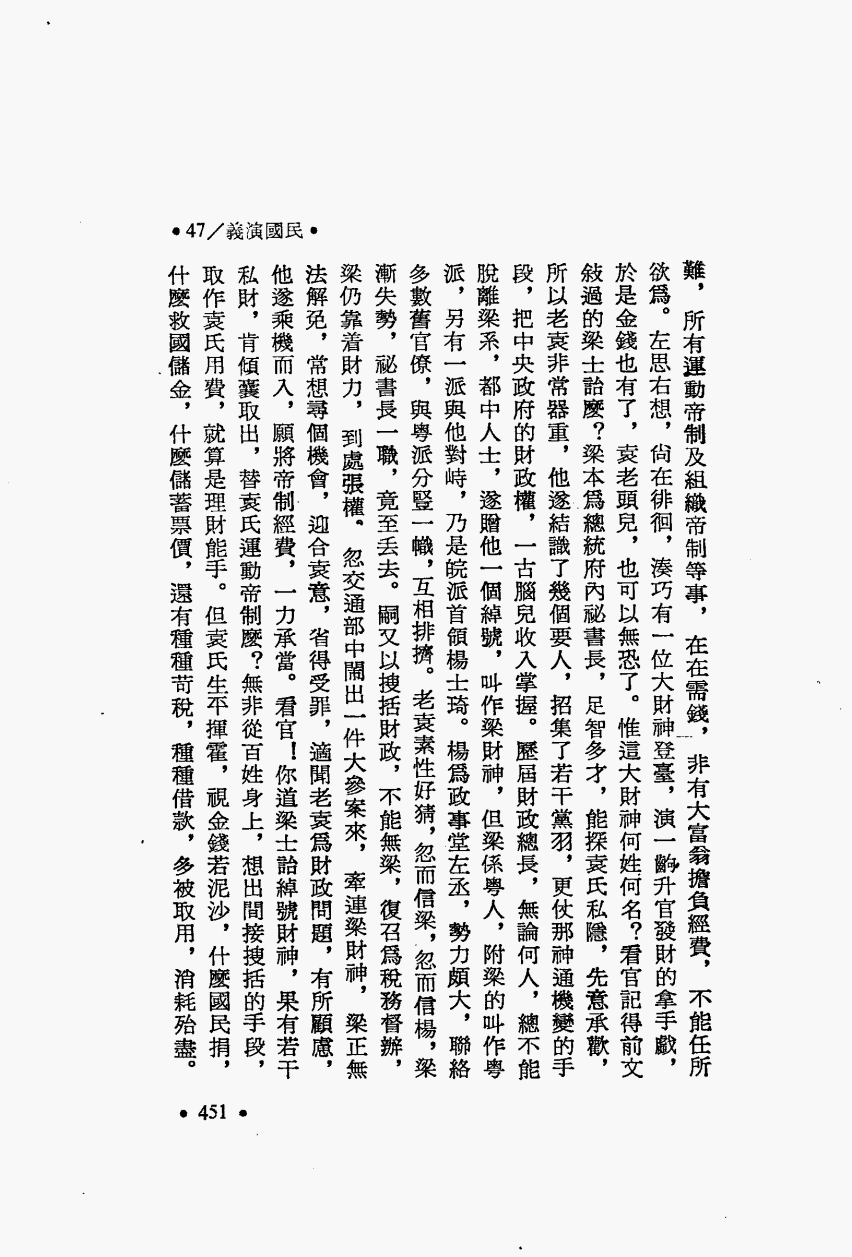 •47／義演國民•
難，所有運動帝制及組織帝制等事，在在需錢，非有大富翁擔負經費，不能任所
欲爲。左思右想，尙在徘徊，湊巧有一位大財神登臺，演一齣升官發財的拿手戲，
於是金錢也有了，袁老頭兒，也可以無恐了。惟這大財神何姓何名？看官記得前文
敍過的梁士詒麼？梁本爲總統府內祕書長，足智多才，能探袁氏私隱，先意承歡，
所以老袁非常器重，他遂結識了幾個要人，招集了若干黨羽，更仗那神通機變的手
段，把中央政府的財政權，一古腦兒收入掌握。歷屆財政總長，無論何人，總不能
脫離梁系，都中人士，遂贈他一個綽號，叫作梁財神，但梁係粵人，附梁的叫作粵
派，另有一派與他對峙，乃是皖派首領楊士琦。楊爲政事堂左丞，勢力頗大，聯絡
多數舊官僚，與粵派分豎一幟，互相排擠。老袁素性好猜，忽而信梁，忽而信楊，梁
漸失勢，祕書長一職，竟至丢去。嗣又以搜括財政，不能無梁，復召爲稅務督辦，
梁仍靠着財力，到處張權。忽交通部中鬧出一件大參案來，牽連梁財神，梁正無
法解免，常想尋個機會，迎合袁意，省得受罪，適聞老袁爲財政問題，有所顧慮，
他遂乘機而入，願將帝制經費，一力承當。看官！你道梁士詒綽號財神，果有若干
私財，肯傾囊取出，替袁氏運動帝制麼？無非從百姓身上，想出間接搜括的手段，
取作袁氏用費，就算是理財能手。但袁氏生平揮霍，視金錢若泥沙，什麼國民捐，
什麼救國儲金，什麼儲蓄票價，還有種種苛稅，種種借款，多被取用，消耗殆盡。
•451•